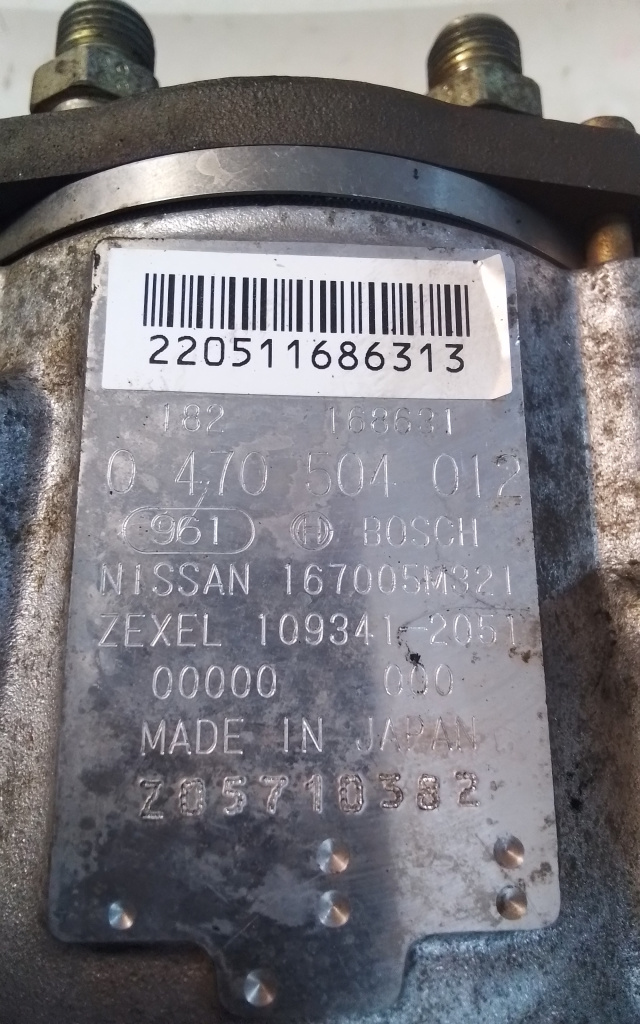 220511686313
182 168631
0 470 504 012
961 BOSCH
NISSAN 167005M321
ZEXEL 109341-2051
00000 000
MADE IN JAPAN
Z05710382